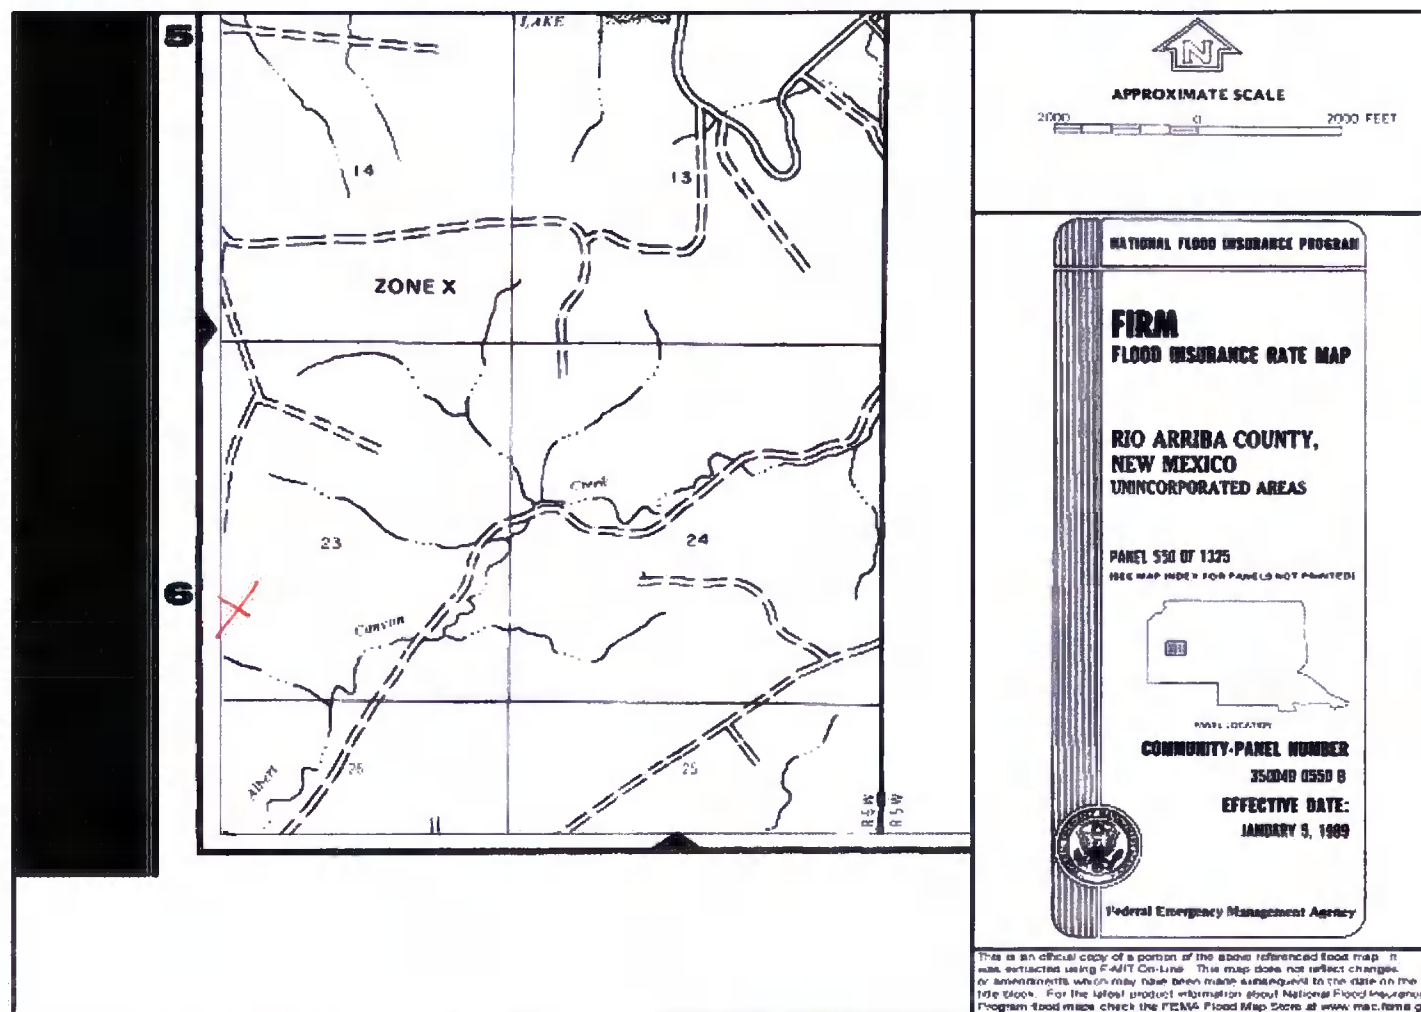 5
LAKE
14
13
ZONE X
Creek
23
24
6
Canyon
Albert
26
25
R 6 W
R 5 W
N
APPROXIMATE SCALE
2000 0 2000 FEET
NATIONAL FLOOD INSURANCE PROGRAM
FIRM
FLOOD INSURANCE RATE MAP
RIO ARRIBA COUNTY,
NEW MEXICO
UNINCORPORATED AREAS
PANEL 550 OF 1325
(SEE MAP INDEX FOR PANELS NOT PRINTED)
PANEL LOCATION
COMMUNITY-PANEL NUMBER
350049 0550 B
EFFECTIVE DATE:
JANUARY 5, 1989
Federal Emergency Management Agency
This is an official copy of a portion of the above referenced flood map. It
was extracted using F-MIT On-Line. This map does not reflect changes
or amendments which may have been made subsequent to the date on the
title block. For the latest product information about National Flood Insurance
Program flood maps check the FEMA Flood Map Store at www.msc.fema.g